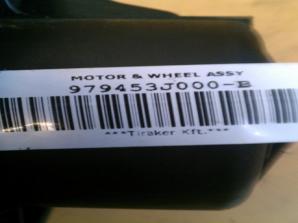 MOTOR & WHEEL ASSY
979453J000-B
***Tiraker Kft.***